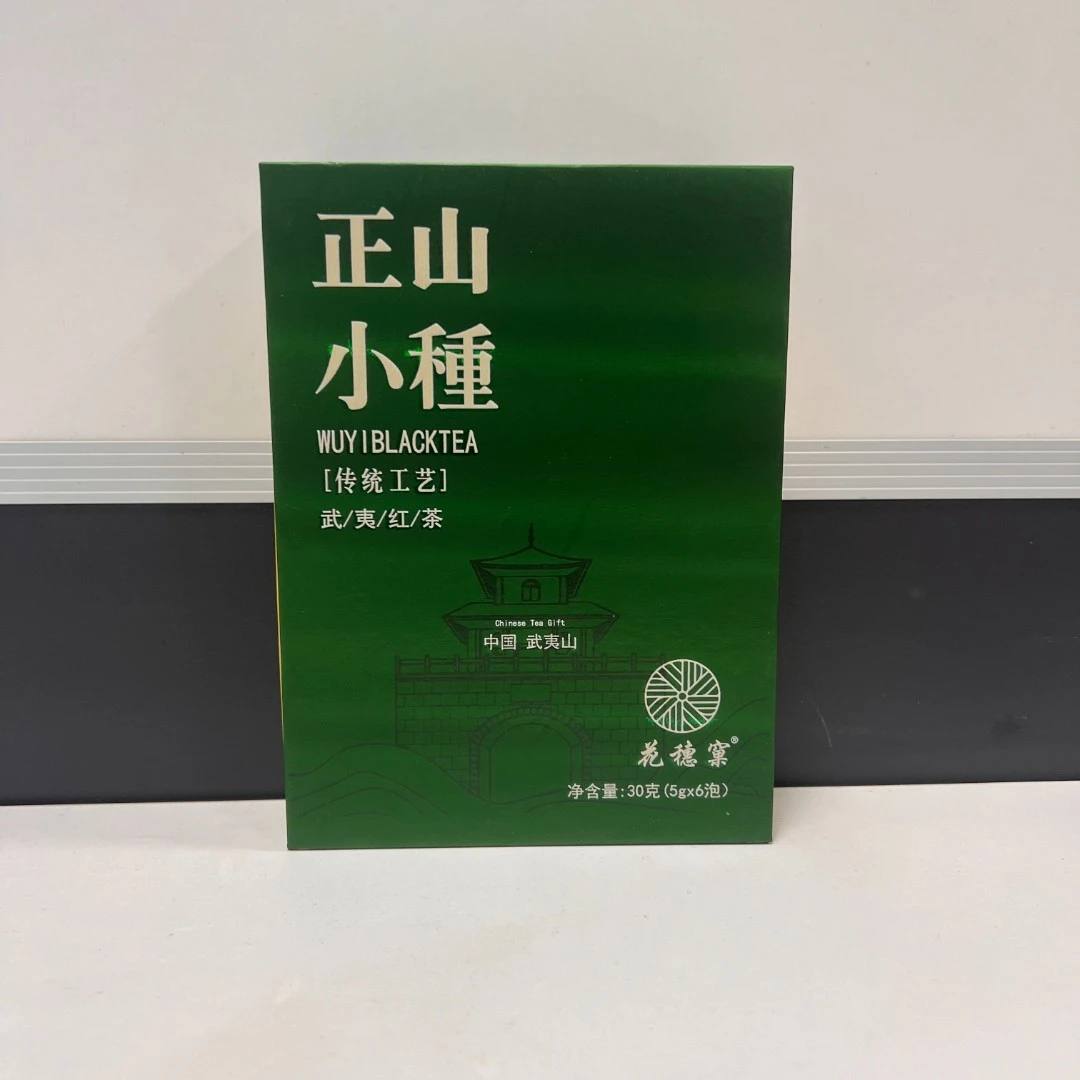 正山
小種
WUYIBLACKTEA
[传统工艺]
武/夷/红/茶
Chinese Tea Gift
中国 武夷山
花穗窠®
净含量:30克(5gx6泡)